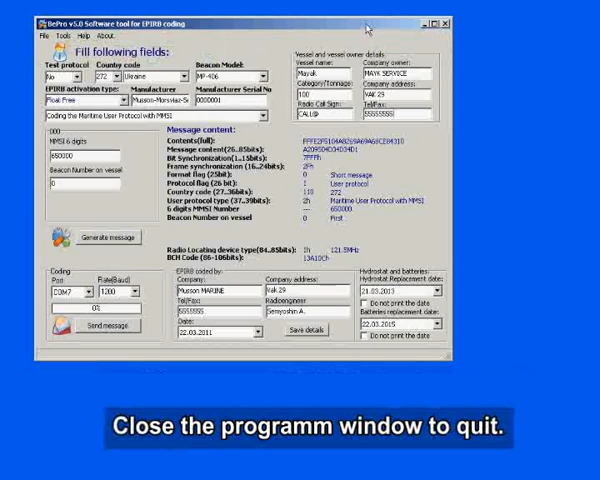 BePro v5.0 Software tool for EPIRB coding
File Tools Help About
Fill following fields:
Test protocol
Country code
Beacon Model:
No
272
Ukraine
MP-406
EPIRB activation type:
Manufacturer
Manufacturer Serial No
Float Free
Musson-Morsviaz-S
0000001
Coding the Maritime User Protocol with MMSI
Vessel and vessel owner details
Vessel name:
Company owner:
Mayak
MAYK SERVICE
Category/Tonnage:
Company address:
100
VAK 29
Radio Call Sign:
Tel/Fax:
CALL@
55555555
000
MMSI 6 digits
650000
Beacon Number on vessel
0
Generate message
Message content:
Contents(full):
Message content(26..85bits):
Bit Synchronization(1..15bits): 7FFFh
Frame synchronization (16..24bits): 2Fh
Format flag (25bit): 0 Short message
Protocol flag (26 bit): 1 User protocol
Country code (27..36bits): 110 272
User protocol type (37..39bits): 2h Maritime User Protocol with MMSI
6 digits MMSI Number --- 650000
Beacon Number on vessel 0 First
Radio Locating device type(84..85bits): 1h 121.5MHz
BCH Code (86-106bits): 13A10Ch
Coding
Port
Rate(Baud)
COM7
1200
0%
Send message
EPIRB coded by:
Company:
Company address:
Musson MARINE
Vak 29
Tel/Fax:
Radioengineer
5555555
Semyoshin A.
Date:
22.03.2011
Save details
Hydrostat and batteries
Hydrostat Replacement date:
21.03.2013
Do not print the date
Batteries replacement date:
22.03.2015
Do not print the date
Close the programm window to quit.